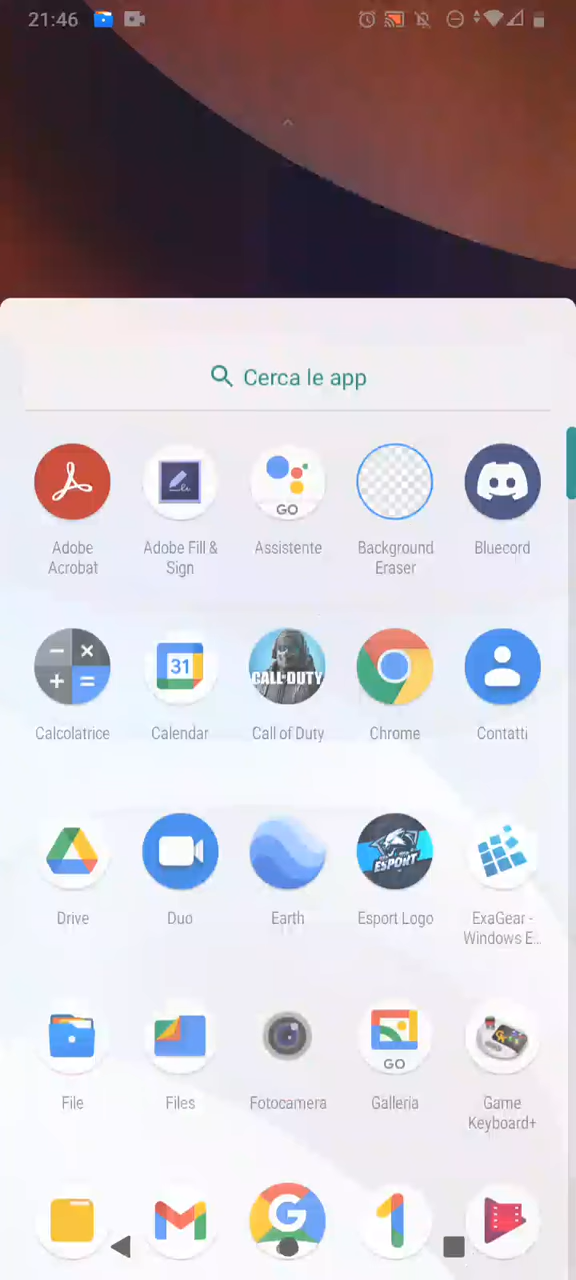 21:46
Cerca le app
GO
Adobe Acrobat
Adobe Fill & Sign
Assistente
Background Eraser
Bluecord
31
CALL·DUTY
Calcolatrice
Calendar
Call of Duty
Chrome
Contatti
ESPORT
Drive
Duo
Earth
Esport Logo
ExaGear - Windows E...
GO
File
Files
Fotocamera
Galleria
Game Keyboard+